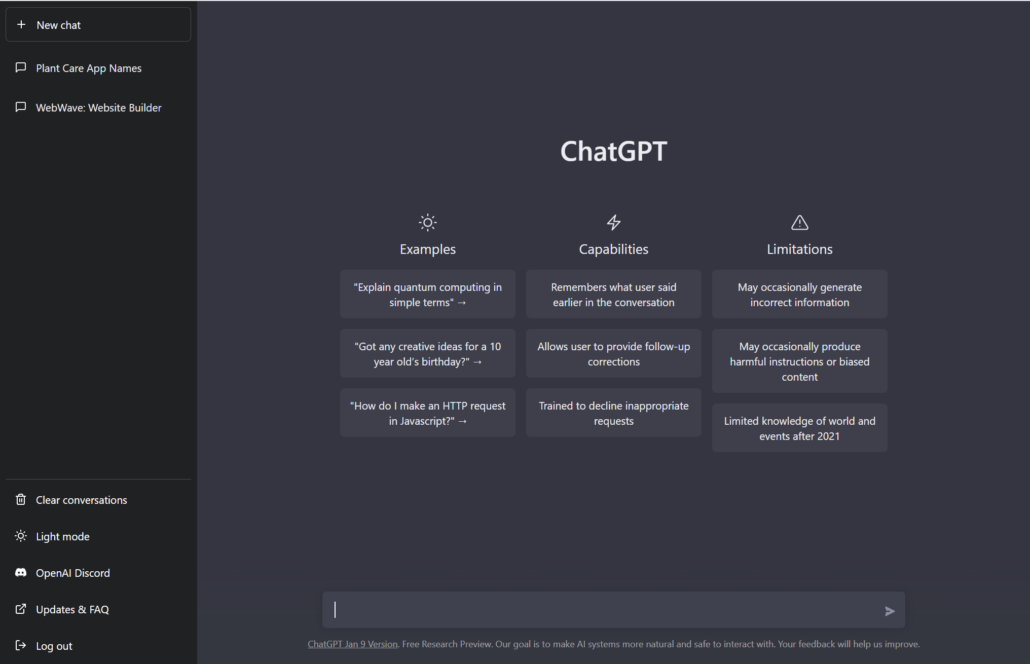 New chat
Plant Care App Names
WebWave: Website Builder
Clear conversations
Light mode
OpenAI Discord
Updates & FAQ
Log out
ChatGPT
Examples
"Explain quantum computing in
simple terms" →
"Got any creative ideas for a 10
year old's birthday?" →
"How do I make an HTTP request
in Javascript?" →
Capabilities
Remembers what user said
earlier in the conversation
Allows user to provide follow-up
corrections
Trained to decline inappropriate
requests
Limitations
May occasionally generate
incorrect information
May occasionally produce
harmful instructions or biased
content
Limited knowledge of world and
events after 2021
ChatGPT Jan 9 Version. Free Research Preview. Our goal is to make AI systems more natural and safe to interact with. Your feedback will help us improve.